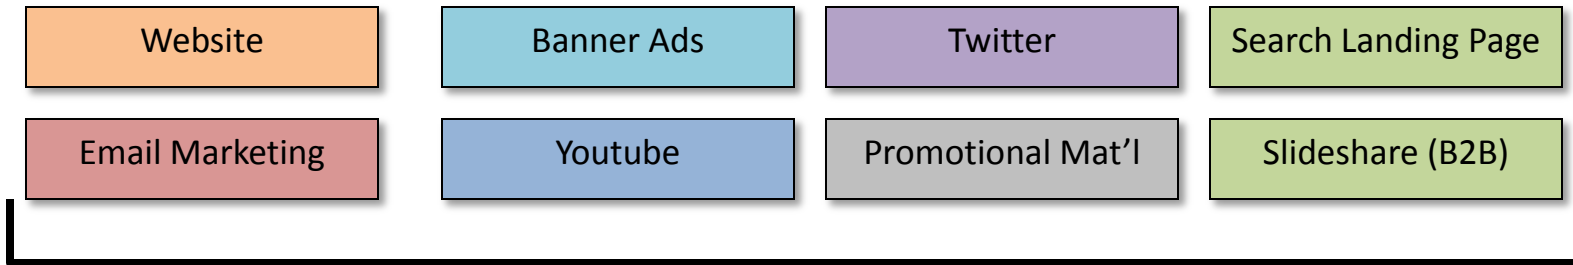 Website
Banner Ads
Twitter
Search Landing Page
Email Marketing
Youtube
Promotional Mat’l
Slideshare (B2B)